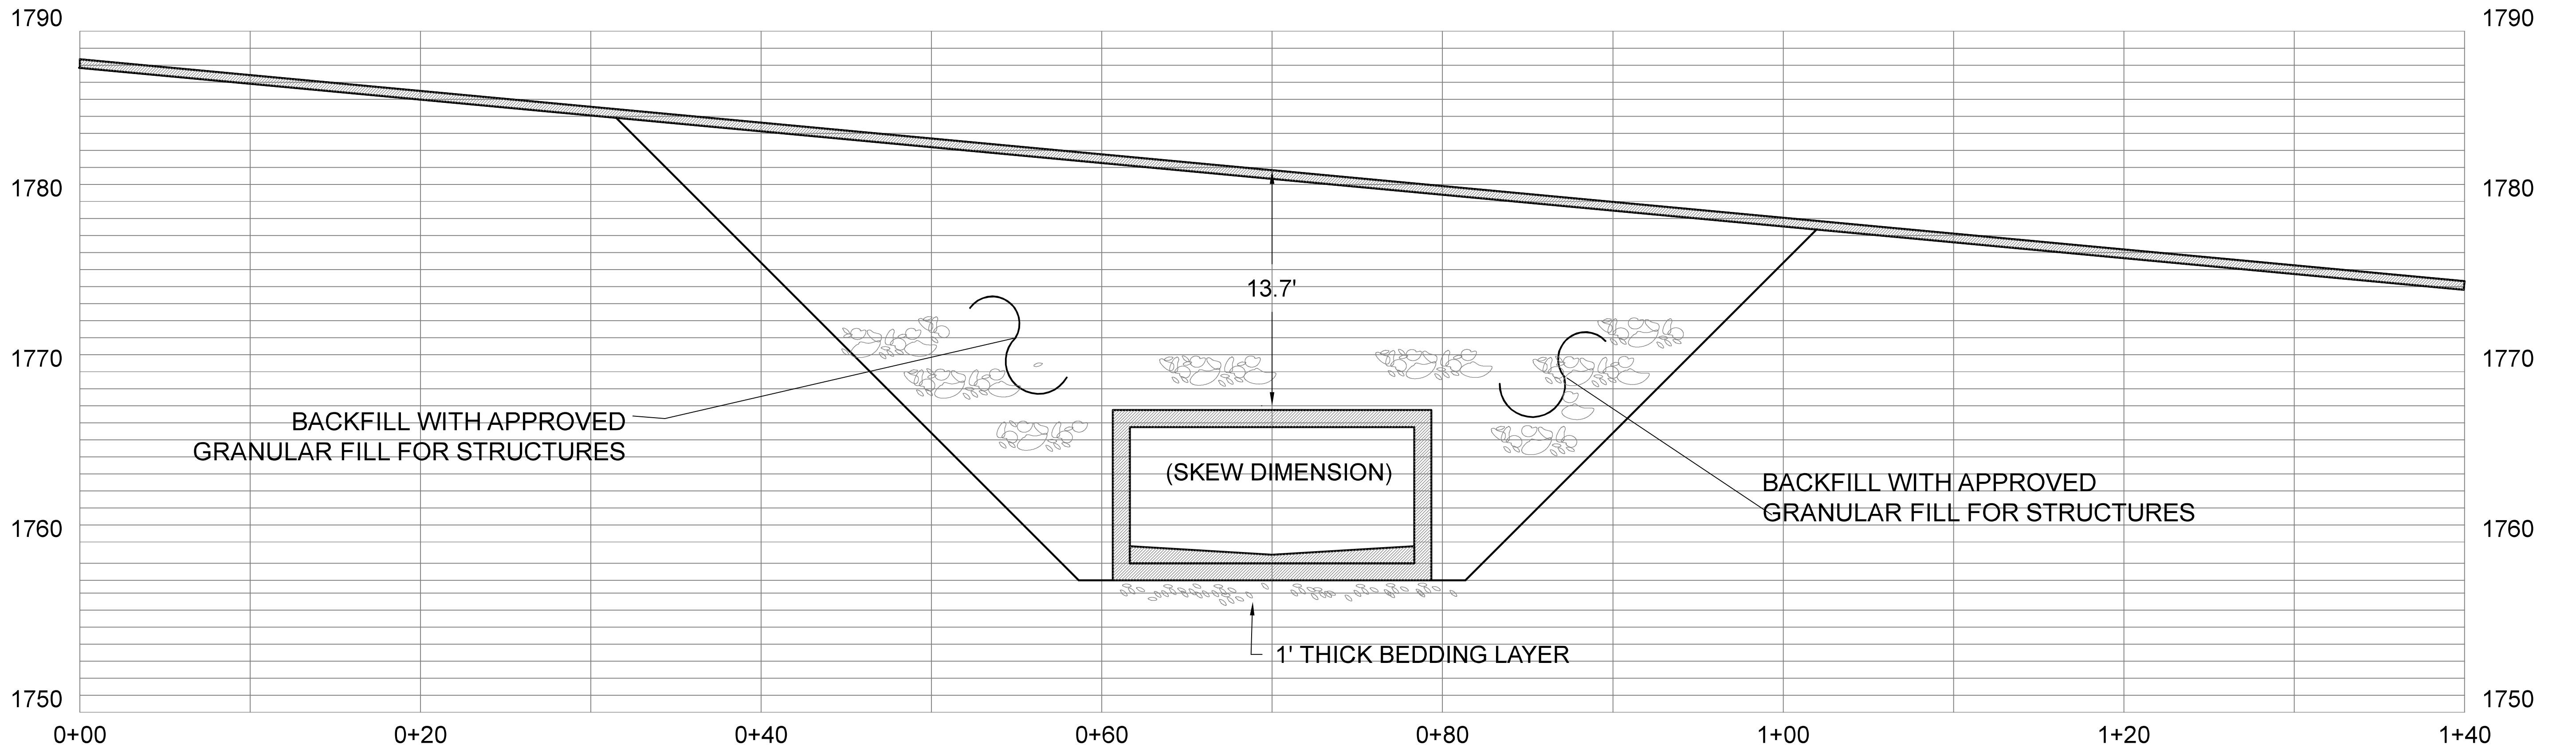 1790 1790
1780 1780
13.7'
1770 1770
BACKFILL WITH APPROVED
GRANULAR FILL FOR STRUCTURES
(SKEW DIMENSION)
BACKFILL WITH APPROVED
GRANULAR FILL FOR STRUCTURES
1760 1760
1' THICK BEDDING LAYER
1750 1750
0+00 0+20 0+40 0+60 0+80 1+00 1+20 1+40